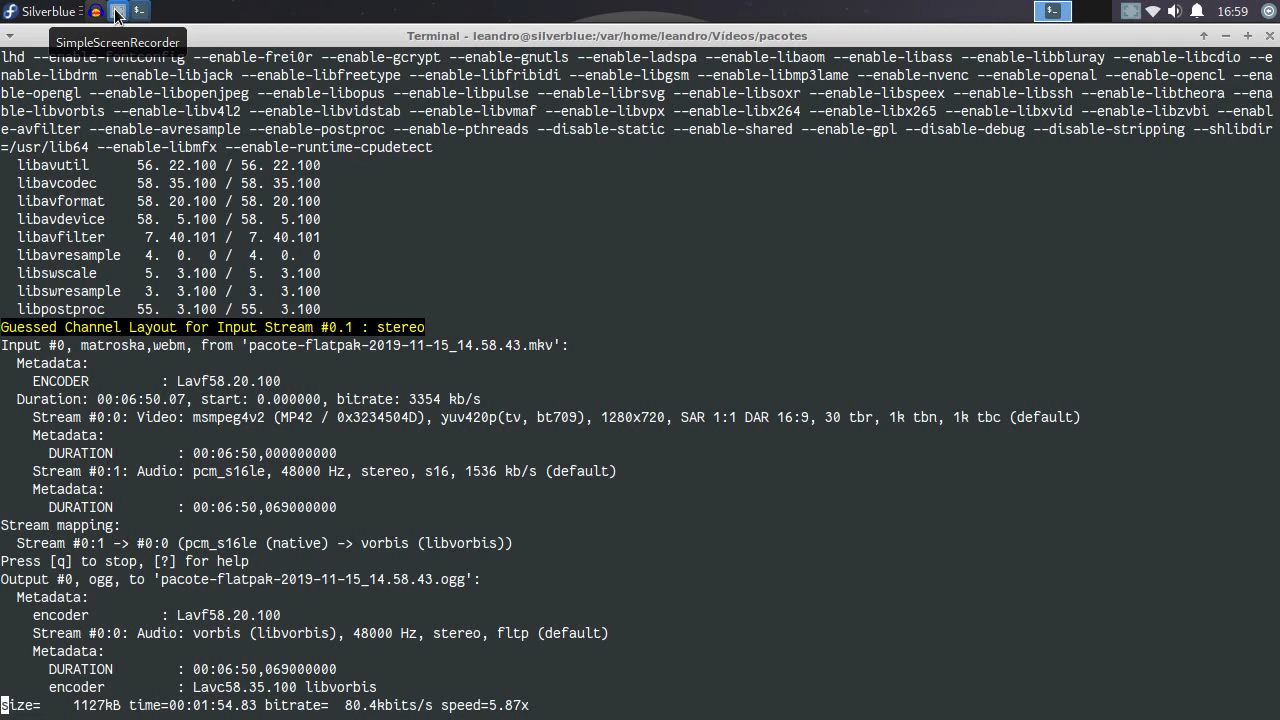 Silverblue
16:59
SimpleScreenRecorder
Terminal - leandro@silverblue:/var/home/leandro/Vídeos/pacotes
lhd --enable-fontconfig --enable-frei0r --enable-gcrypt --enable-gnutls --enable-ladspa --enable-libaom --enable-libass --enable-libbluray --enable-libcdio --e
nable-libdrm --enable-libjack --enable-libfreetype --enable-libfribidi --enable-libgsm --enable-libmp3lame --enable-nvenc --enable-openal --enable-opencl --ena
ble-opengl --enable-libopenjpeg --enable-libopus --enable-libpulse --enable-librsvg --enable-libsoxr --enable-libspeex --enable-libssh --enable-libtheora --ena
ble-libvorbis --enable-libv4l2 --enable-libvidstab --enable-libvmaf --enable-libvpx --enable-libx264 --enable-libx265 --enable-libxvid --enable-libzvbi --enabl
e-avfilter --enable-avresample --enable-postproc --enable-pthreads --disable-static --enable-shared --enable-gpl --disable-debug --disable-stripping --shlibdir
=/usr/lib64 --enable-libmfx --enable-runtime-cpudetect
libavutil      56. 22.100 / 56. 22.100
libavcodec     58. 35.100 / 58. 35.100
libavformat    58. 20.100 / 58. 20.100
libavdevice    58.  5.100 / 58.  5.100
libavfilter     7. 40.101 /  7. 40.101
libavresample   4.  0.  0 /  4.  0.  0
libswscale      5.  3.100 /  5.  3.100
libswresample   3.  3.100 /  3.  3.100
libpostproc    55.  3.100 / 55.  3.100
Guessed Channel Layout for Input Stream #0.1 : stereo
Input #0, matroska,webm, from 'pacote-flatpak-2019-11-15_14.58.43.mkv':
Metadata:
ENCODER         : Lavf58.20.100
Duration: 00:06:50.07, start: 0.000000, bitrate: 3354 kb/s
Stream #0:0: Video: msmpeg4v2 (MP42 / 0x3234504D), yuv420p(tv, bt709), 1280x720, SAR 1:1 DAR 16:9, 30 tbr, 1k tbn, 1k tbc (default)
Metadata:
DURATION        : 00:06:50,000000000
Stream #0:1: Audio: pcm_s16le, 48000 Hz, stereo, s16, 1536 kb/s (default)
Metadata:
DURATION        : 00:06:50,069000000
Stream mapping:
Stream #0:1 -> #0:0 (pcm_s16le (native) -> vorbis (libvorbis))
Press [q] to stop, [?] for help
Output #0, ogg, to 'pacote-flatpak-2019-11-15_14.58.43.ogg':
Metadata:
encoder         : Lavf58.20.100
Stream #0:0: Audio: vorbis (libvorbis), 48000 Hz, stereo, fltp (default)
Metadata:
DURATION        : 00:06:50,069000000
encoder         : Lavc58.35.100 libvorbis
size=    1127kB time=00:01:54.83 bitrate=  80.4kbits/s speed=5.87x